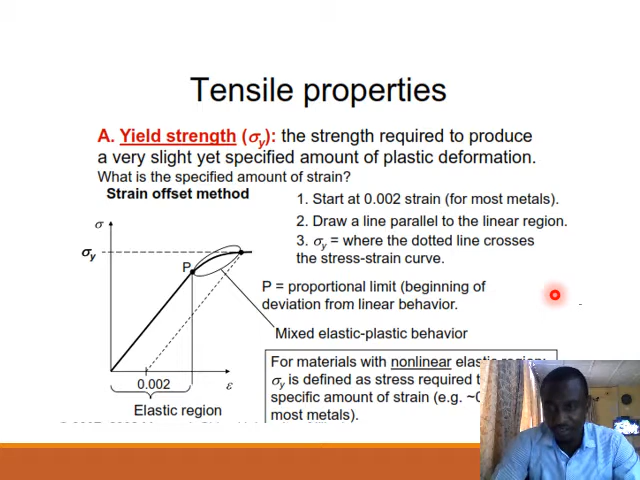 Tensile properties
A. Yield strength (σy): the strength required to produce
a very slight yet specified amount of plastic deformation.
What is the specified amount of strain?
Strain offset method
1. Start at 0.002 strain (for most metals).
2. Draw a line parallel to the linear region.
3. σy = where the dotted line crosses
the stress-strain curve.
σ
σy
P
P = proportional limit (beginning of
deviation from linear behavior.
Mixed elastic-plastic behavior
0.002
ε
Elastic region
For materials with nonlinear elastic region:
σy is defined as stress required
specific amount of strain (e.g. ~0
most metals).